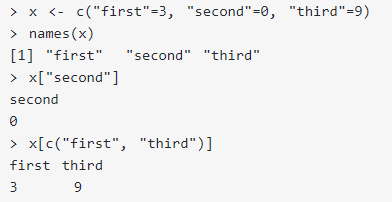 > x <- c("first"=3, "second"=0, "third"=9)
> names(x)
[1] "first" "second" "third"
> x["second"]
second
0
> x[c("first", "third")]
first third
3 9